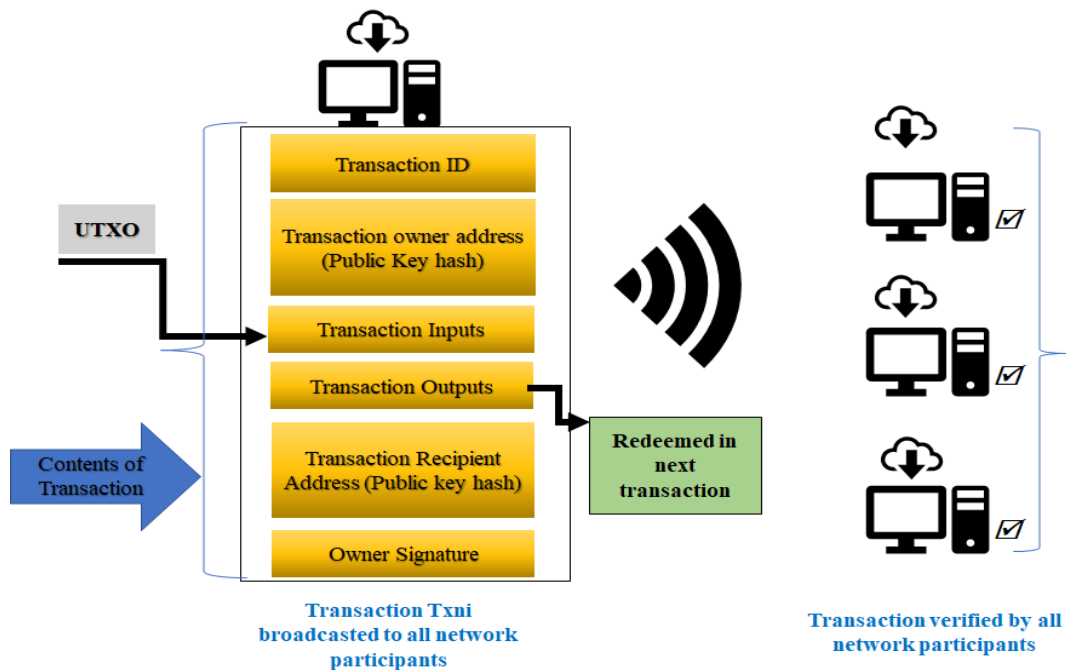 Transaction ID
UTXO
Transaction owner address
(Public Key hash)
Transaction Inputs
Transaction Outputs
Contents of
Transaction
Transaction Recipient
Address (Public key hash)
Redeemed in
next
transaction
Owner Signature
Transaction Txni
broadcasted to all network
participants
Transaction verified by all
network participants